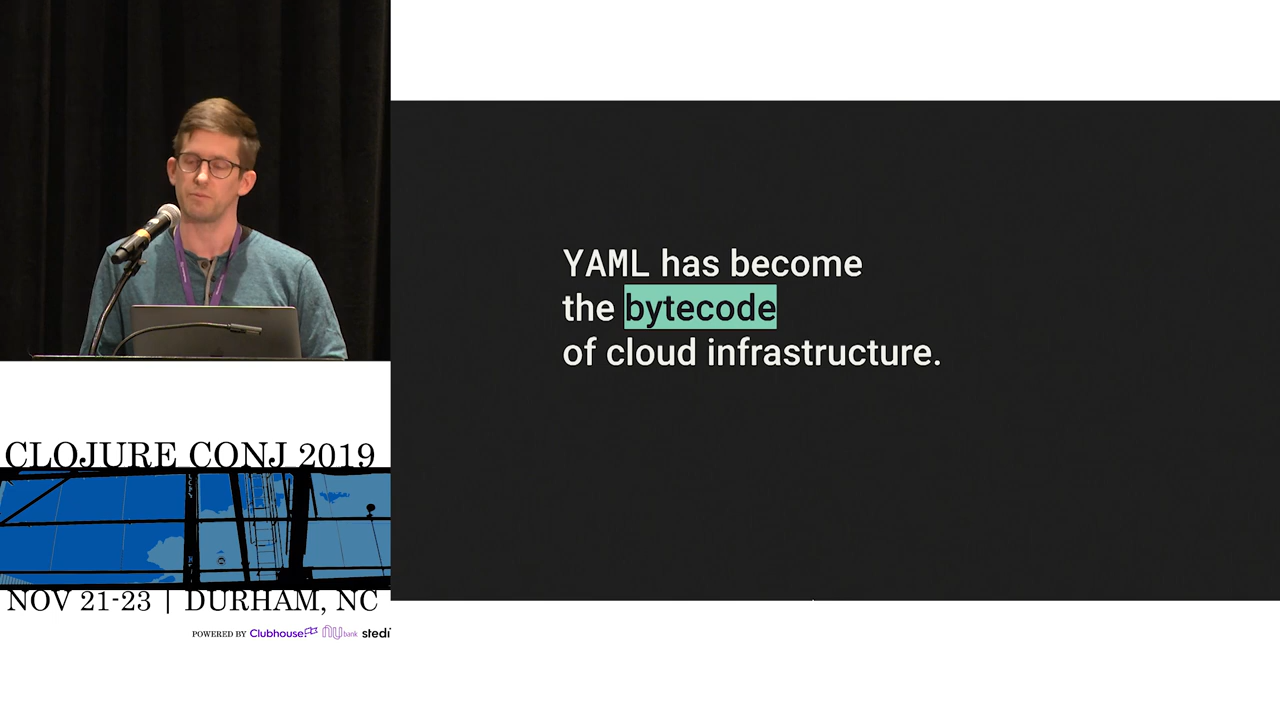 YAML has become
the bytecode
of cloud infrastructure.
CLOJURE CONJ 2019
NOV 21-23 | DURHAM, NC
POWERED BY Clubhouse. nu bank stedi